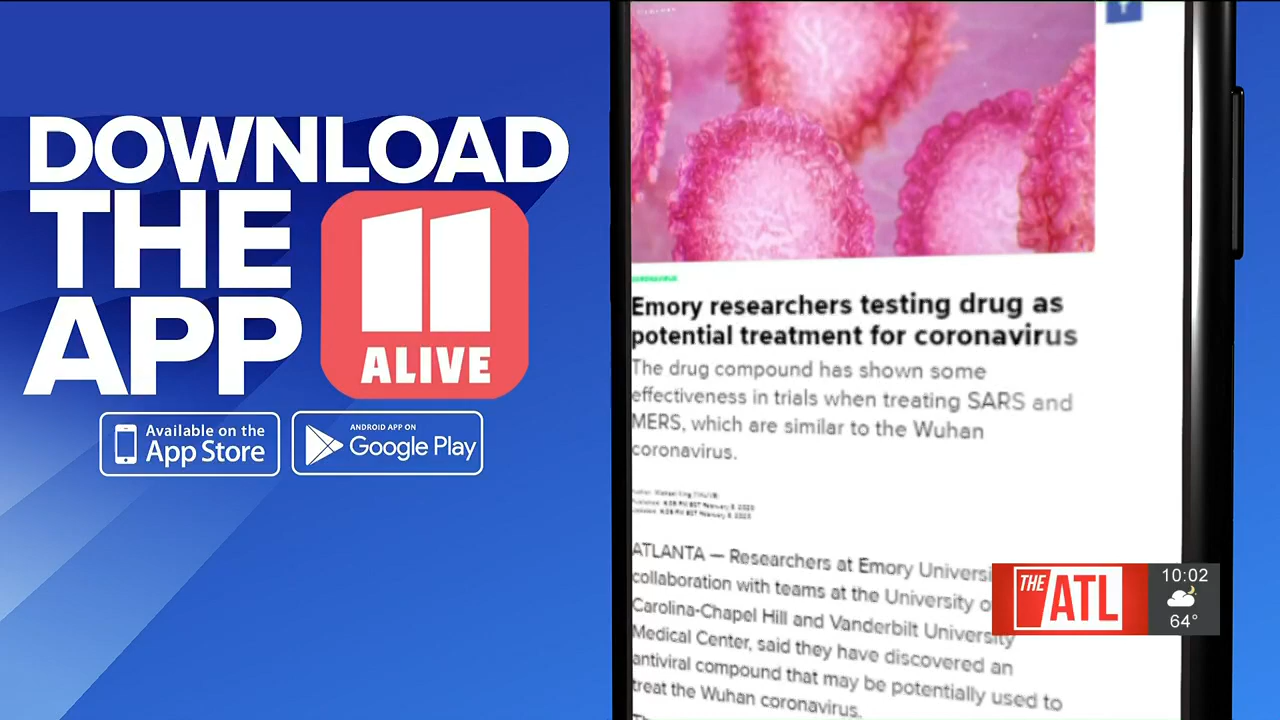 DOWNLOAD
THE
APP
11
ALIVE
Available on the
App Store
ANDROID APP ON
Google Play
CORONAVIRUS
Emory researchers testing drug as
potential treatment for coronavirus
The drug compound has shown some
effectiveness in trials when treating SARS and
MERS, which are similar to the Wuhan
coronavirus.
ATLANTA — Researchers at Emory Universi
collaboration with teams at the University o
Carolina-Chapel Hill and Vanderbilt University
Medical Center, said they have discovered an
antiviral compound that may be potentially used to
treat the Wuhan coronavirus.
THE
ATL
10:02
64°